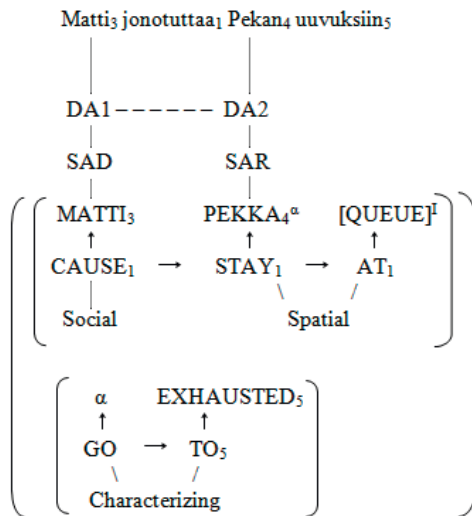 Matti₃ jonotuttaa₁ Pekan₄ uuvuksiin₅
DA1 – – – – – – DA2
SAD SAR
MATTI₃ PEKKA₄ᵅ [QUEUE]ᴵ
↑ ↑ ↑
CAUSE₁ → STAY₁ → AT₁
\ /
Social Spatial
α EXHAUSTED₅
↑ ↑
GO → TO₅
\ /
Characterizing